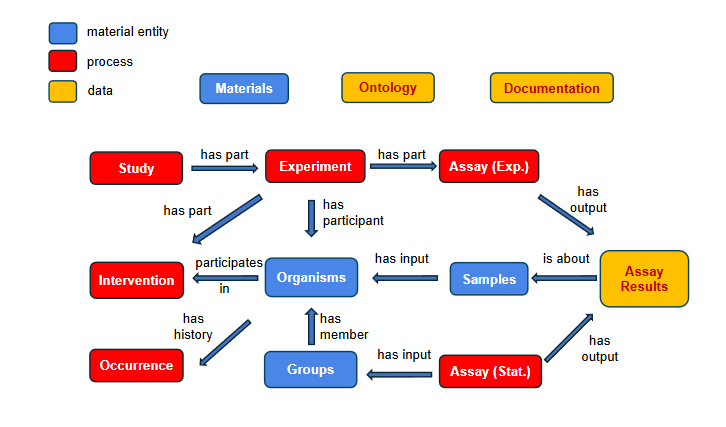 material entity
process
data
Materials
Ontology
Documentation
Study
has part
Experiment
has part
Assay (Exp.)
has part
has
participant
has
output
Intervention
participates
in
Organisms
has input
Samples
is about
Assay
Results
has
history
has
member
Occurrence
Groups
has input
Assay (Stat.)
has
output